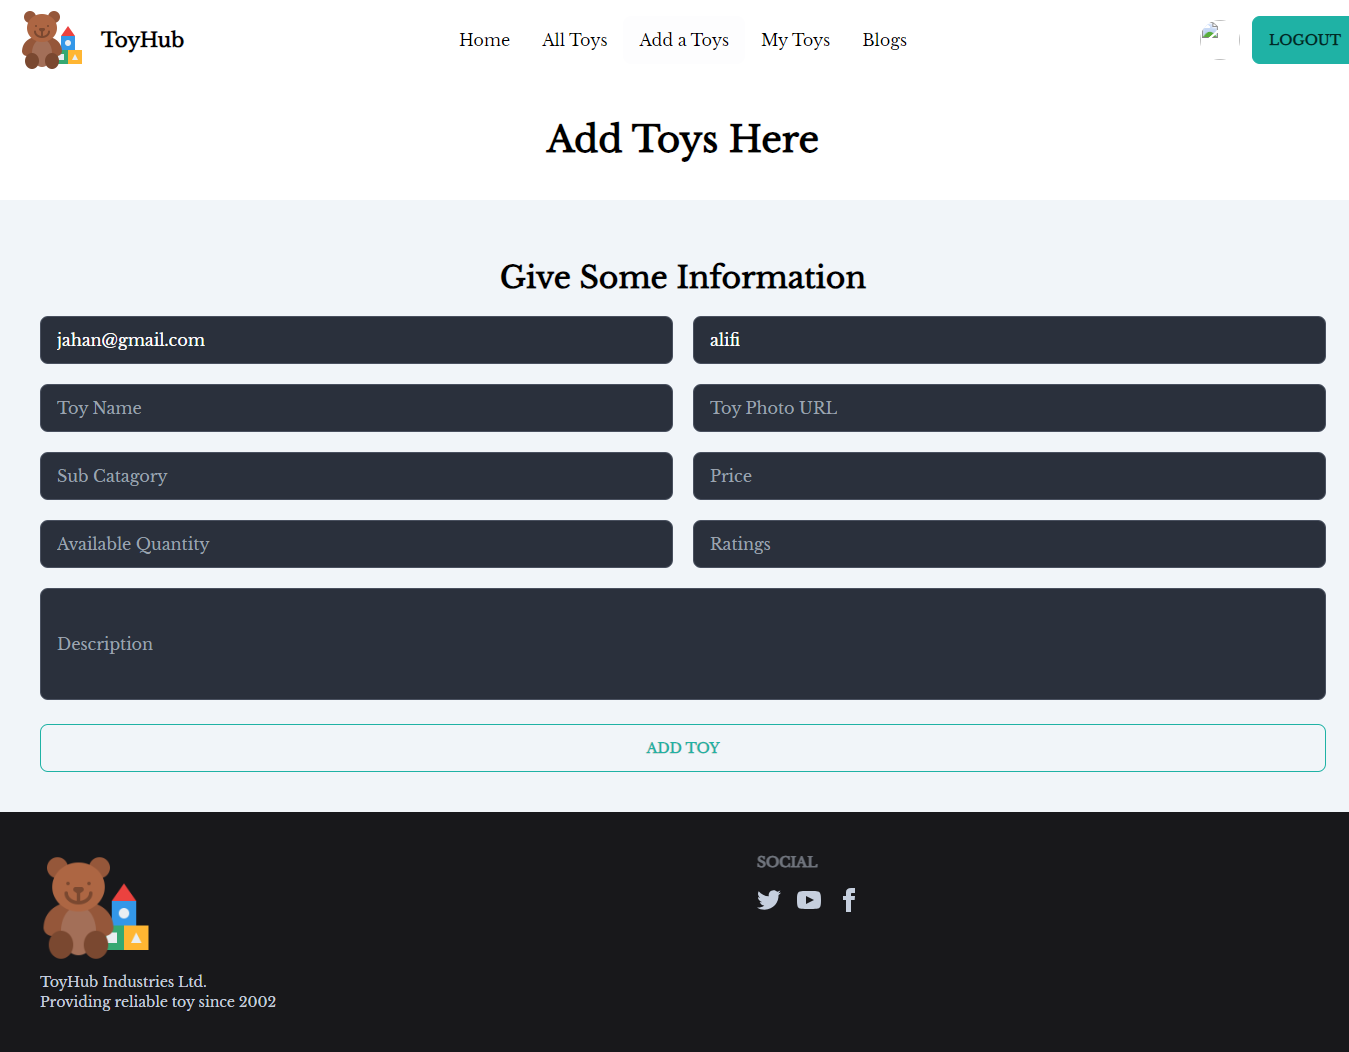 ToyHub
Home All Toys Add a Toys My Toys Blogs
LOGOUT
Add Toys Here
Give Some Information
jahan@gmail.com
alifi
Toy Name
Toy Photo URL
Sub Catagory
Price
Available Quantity
Ratings
Description
ADD TOY
SOCIAL
ToyHub Industries Ltd.
Providing reliable toy since 2002